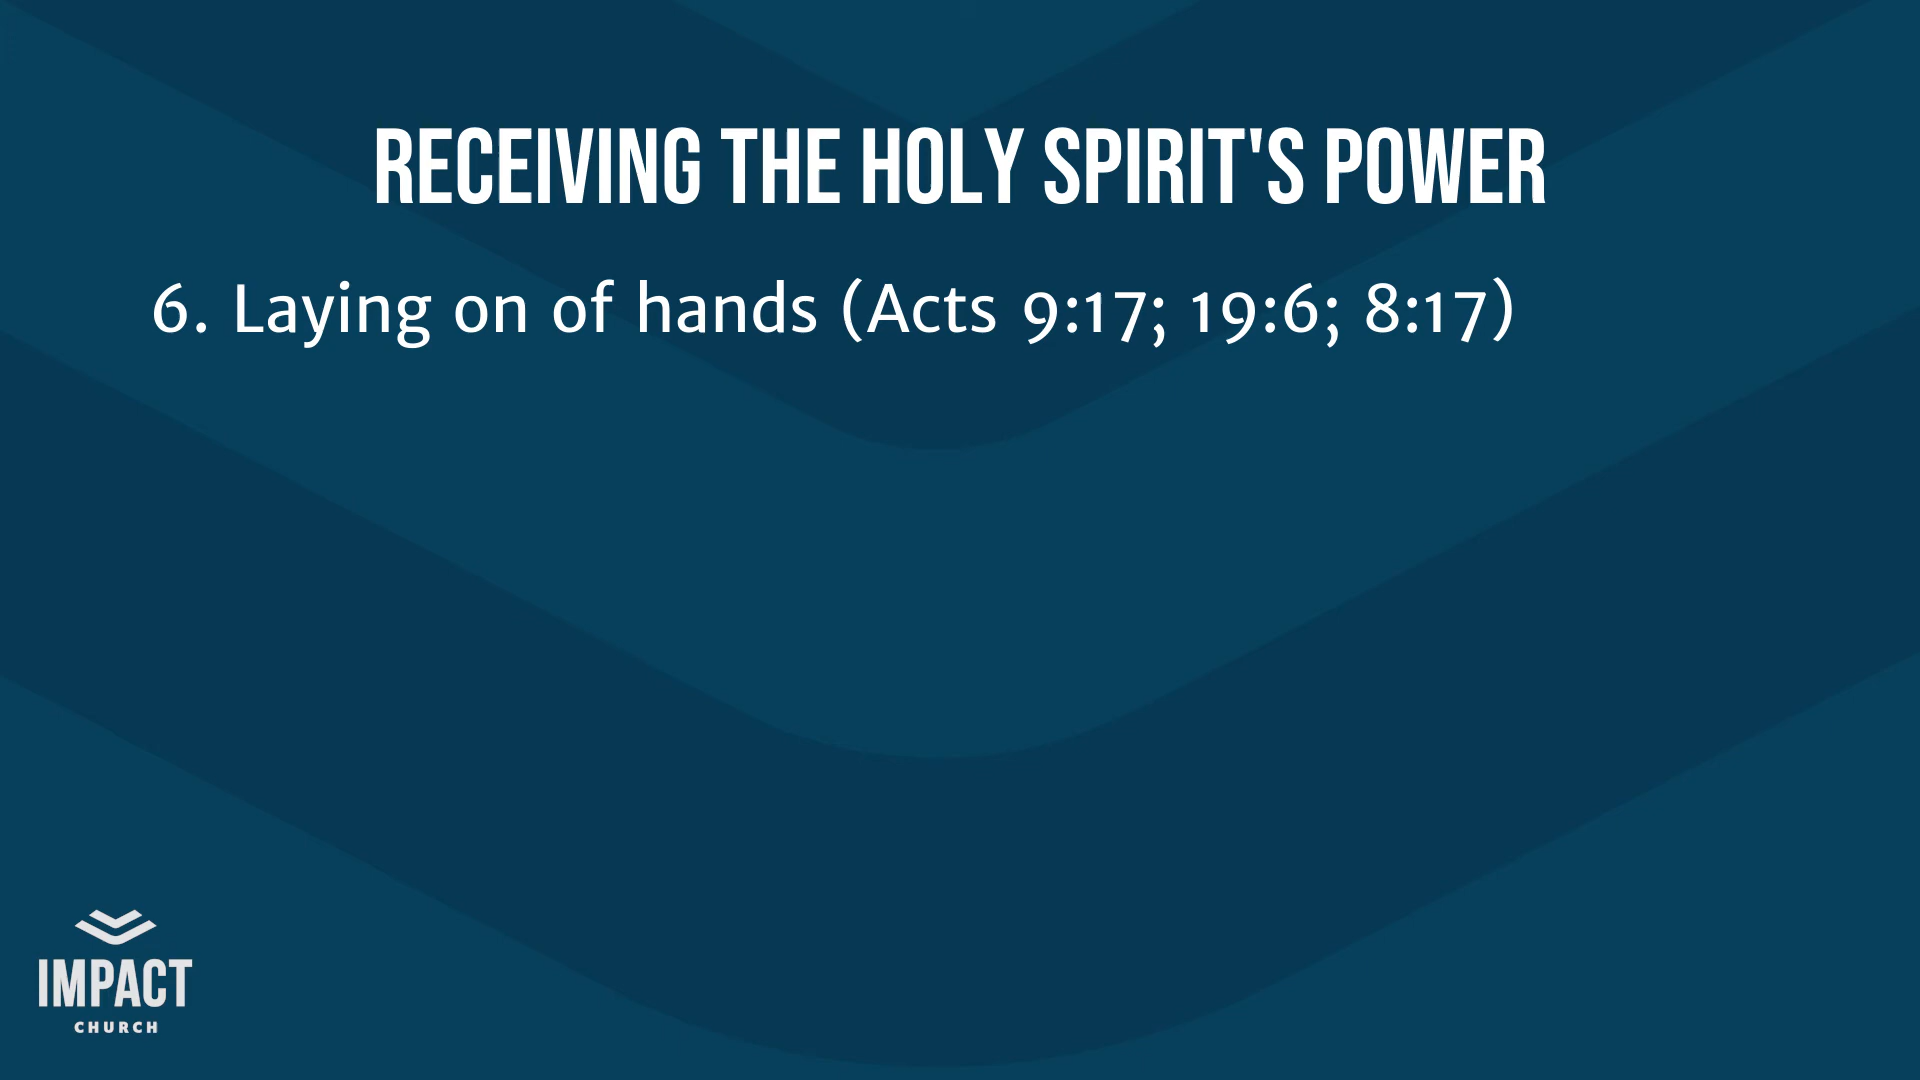 RECEIVING THE HOLY SPIRIT'S POWER
6. Laying on of hands (Acts 9:17; 19:6; 8:17)
IMPACT
CHURCH